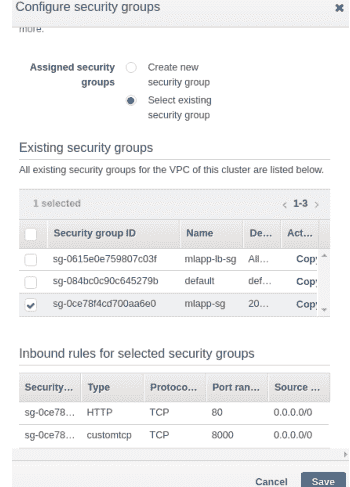 Configure security groups ✖
more.
Assigned security groups
Create new security group
Select existing security group
Existing security groups
All existing security groups for the VPC of this cluster are listed below.
1 selected < 1-3 >
Security group ID Name De... Act...
sg-0615e0e759807c03f mlapp-lb-sg All... Copy
sg-084bc0c90c645279b default def... Copy
sg-0ce78f4cd700aa6e0 mlapp-sg 20... Copy
Inbound rules for selected security groups
Security... Type Protoco... Port ran... Source ...
sg-0ce78... HTTP TCP 80 0.0.0.0/0
sg-0ce78... customtcp TCP 8000 0.0.0.0/0
Cancel Save